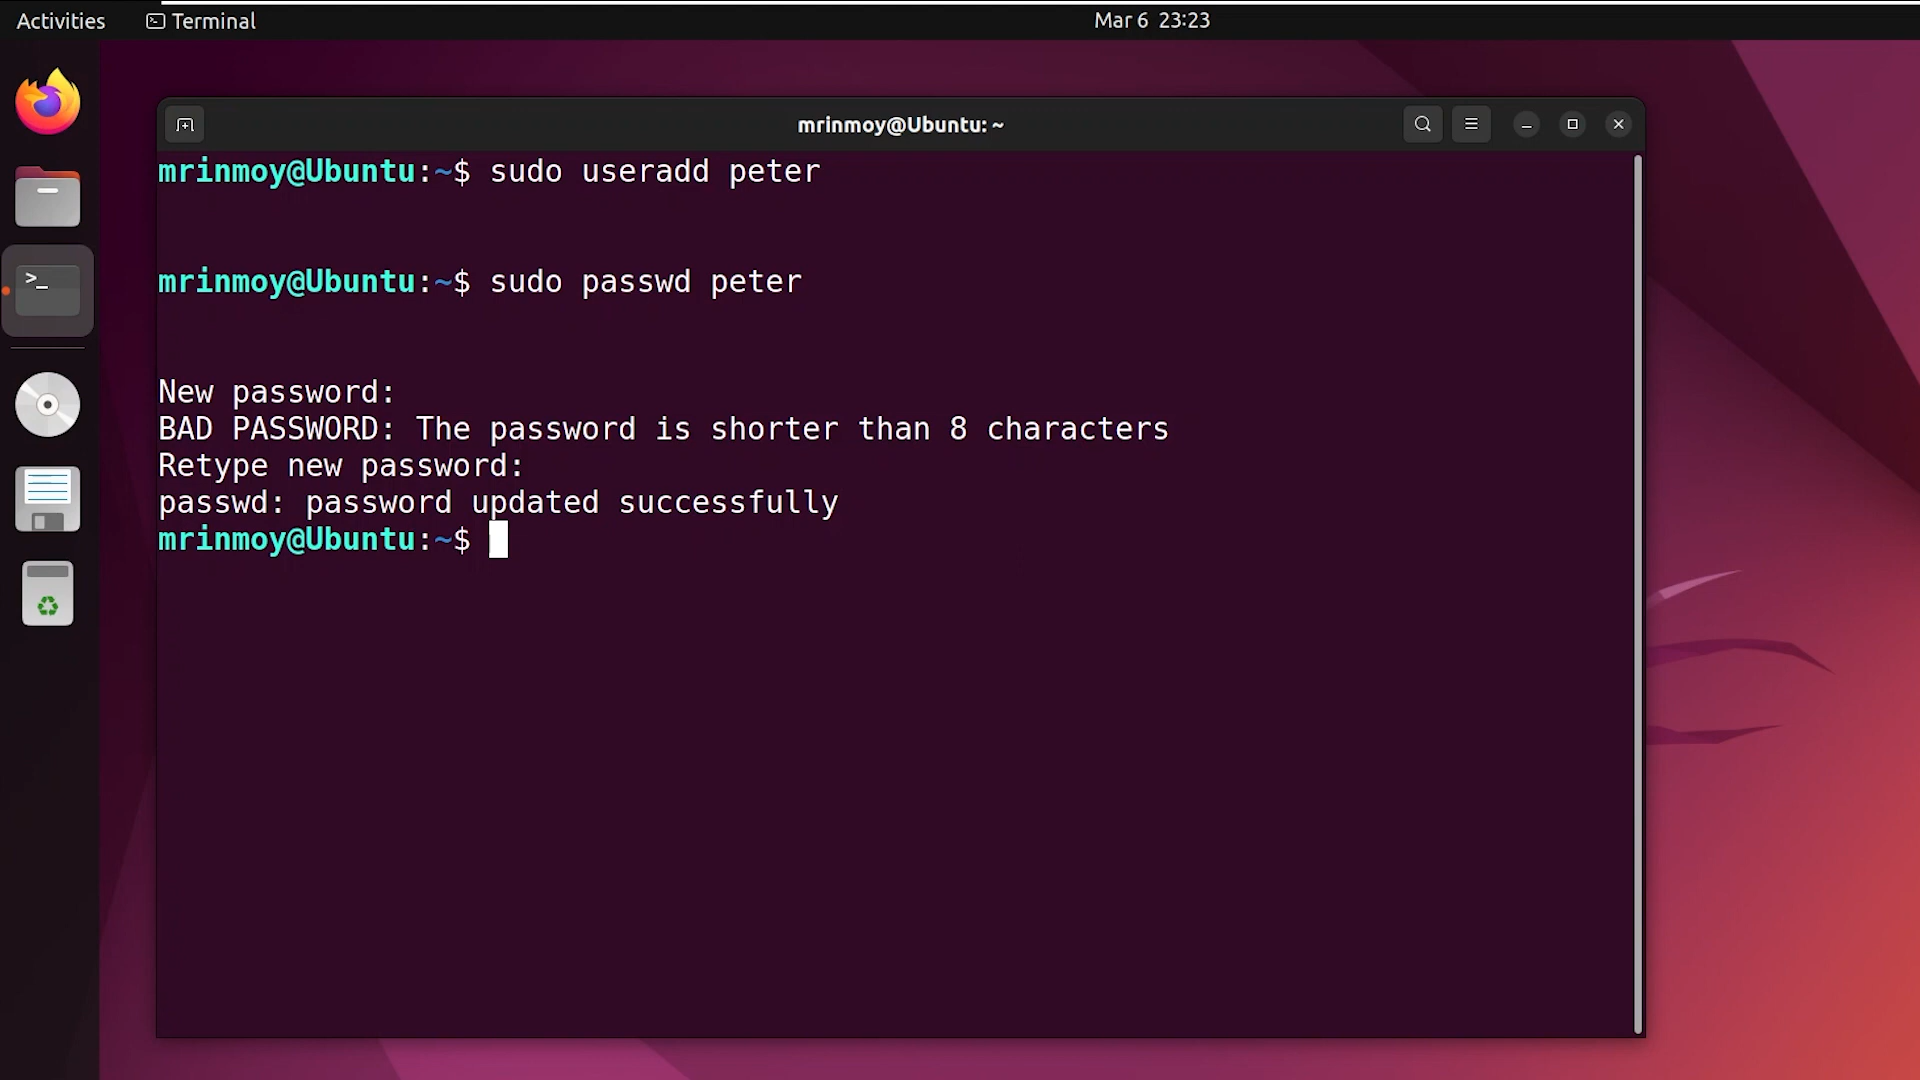 Activities
Terminal
Mar 6 23:23
mrinmoy@Ubuntu: ~
mrinmoy@Ubuntu:~$ sudo useradd peter
mrinmoy@Ubuntu:~$ sudo passwd peter
New password:
BAD PASSWORD: The password is shorter than 8 characters
Retype new password:
passwd: password updated successfully
mrinmoy@Ubuntu:~$